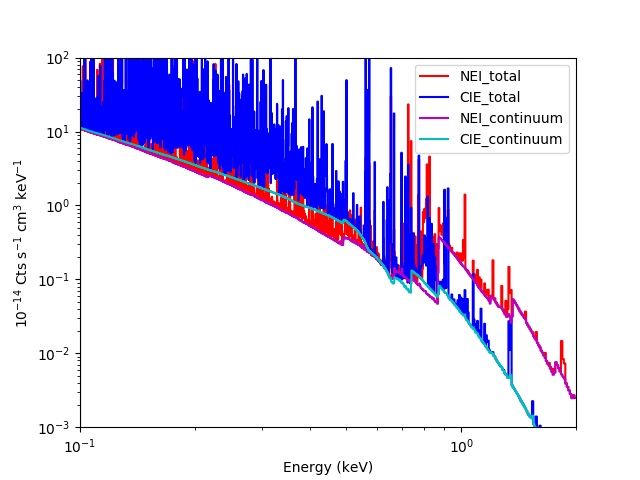 10² 
10¹
10⁰
10⁻¹
10⁻²
10⁻³
10⁻¹
10⁰
Energy (keV)
10⁻¹⁴ Cts s⁻¹ cm³ keV⁻¹
NEI_total
CIE_total
NEI_continuum
CIE_continuum